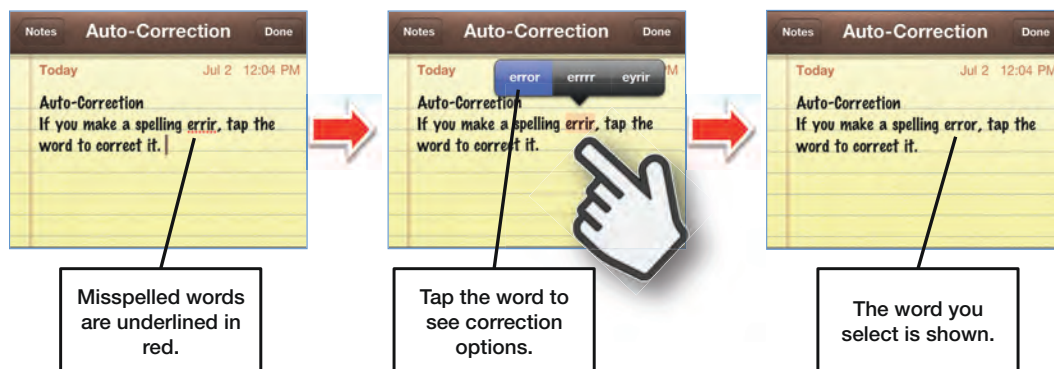 Notes Auto-Correction Done
Today Jul 2 12:04 PM
Auto-Correction
If you make a spelling errir, tap the
word to correct it.
Misspelled words
are underlined in
red.
Notes Auto-Correction Done
Today M
error errrr eyrir
Auto-Correction
If you make a spelling errir, tap the
word to correct it.
Tap the word to
see correction
options.
Notes Auto-Correction Done
Today Jul 2 12:04 PM
Auto-Correction
If you make a spelling error, tap the
word to correct it.
The word you
select is shown.